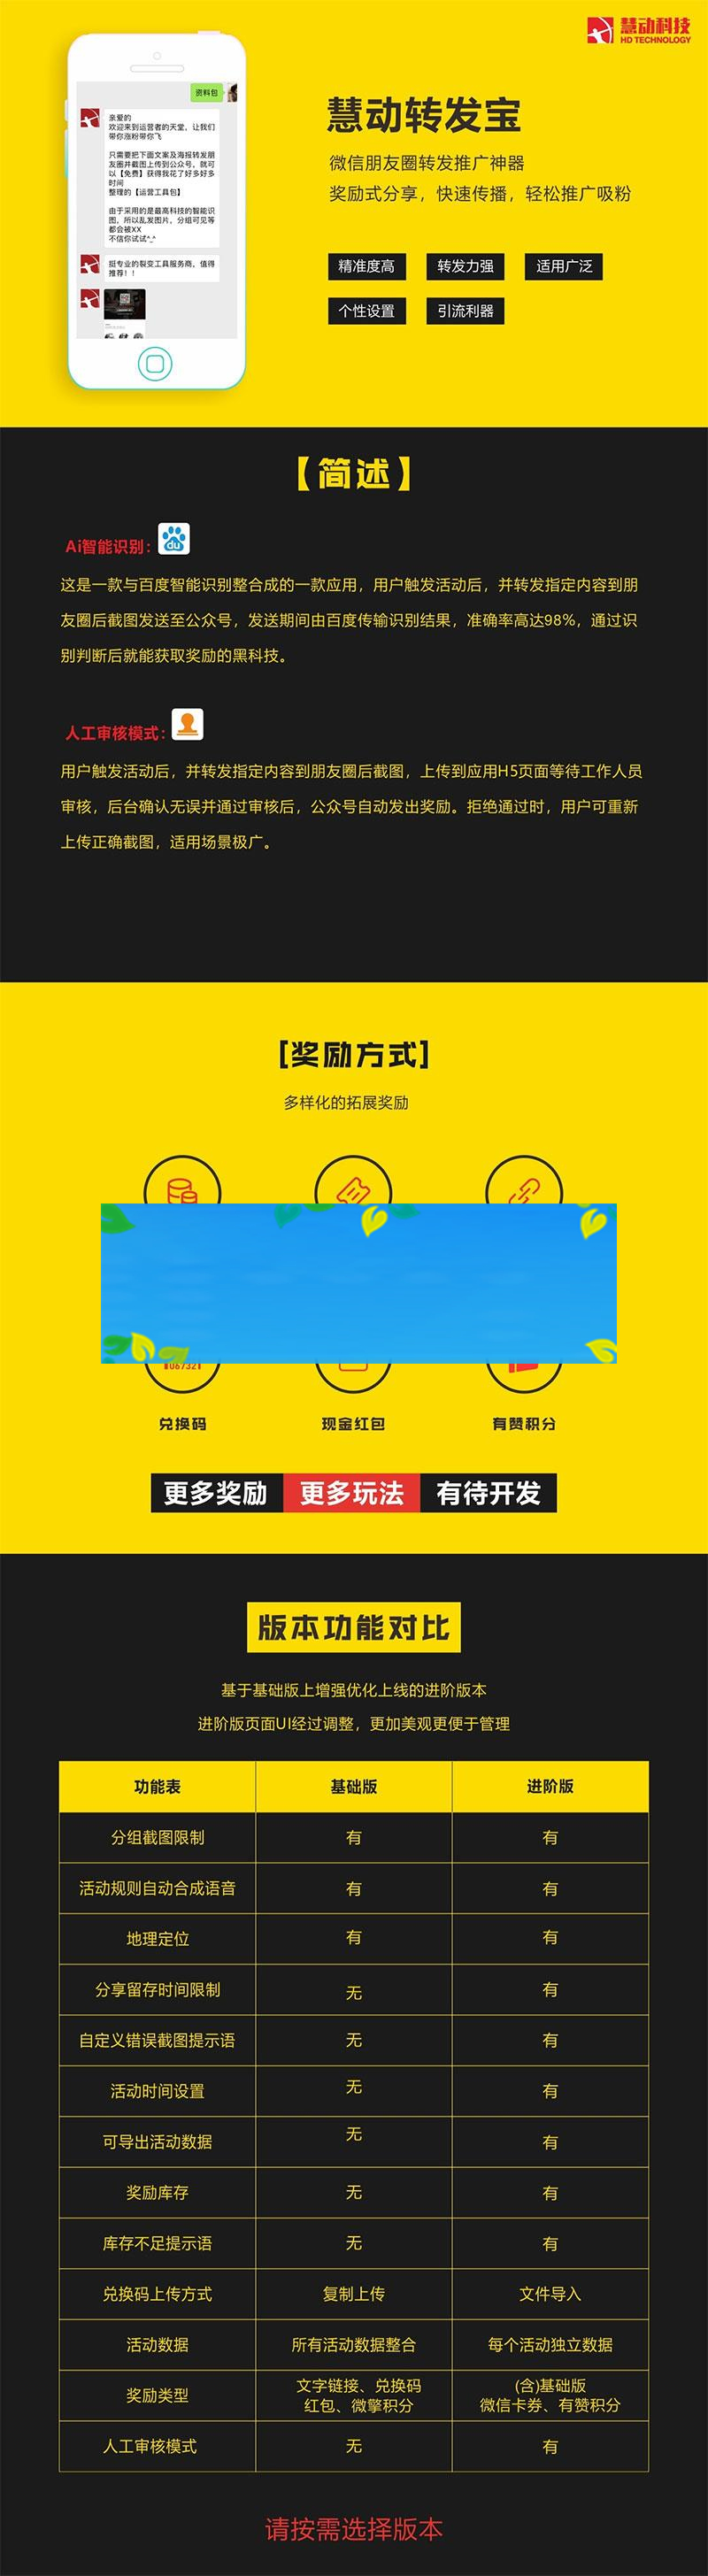 慧动科技
HD TECHNOLOGY
资料包
亲爱的
欢迎来到运营者的天堂，让我们
带你涨粉带你飞
只需要把下面文案及海报转发朋
友圈并截图上传到公众号，就可
以【免费】获得我花了好多好多
时间
整理的【运营工具包】
由于采用的是最高科技的智能识
图，所以乱发图片，分组可见等
都会被XX
不信你试试^_^
挺专业的裂变工具服务商，值得
推荐！！
慧动转发宝
微信朋友圈转发推广神器
奖励式分享，快速传播，轻松推广吸粉
精准度高 转发力强 适用广泛
个性设置 引流利器
【简述】
Ai智能识别：
du
这是一款与百度智能识别整合成的一款应用，用户触发活动后，并转发指定内容到朋
友圈后截图发送至公众号，发送期间由百度传输识别结果，准确率高达98%，通过识
别判断后就能获取奖励的黑科技。
人工审核模式：
用户触发活动后，并转发指定内容到朋友圈后截图，上传到应用H5页面等待工作人员
审核，后台确认无误并通过审核后，公众号自动发出奖励。拒绝通过时，用户可重新
上传正确截图，适用场景极广。
[奖励方式]
多样化的拓展奖励
兑换码 现金红包 有赞积分
更多奖励 更多玩法 有待开发
版本功能对比
基于基础版上增强优化上线的进阶版本
进阶版页面UI经过调整，更加美观更便于管理
功能表 基础版 进阶版
分组截图限制 有 有
活动规则自动合成语音 有 有
地理定位 有 有
分享留存时间限制 无 有
自定义错误截图提示语 无 有
活动时间设置 无 有
可导出活动数据 无 有
奖励库存 无 有
库存不足提示语 无 有
兑换码上传方式 复制上传 文件导入
活动数据 所有活动数据整合 每个活动独立数据
奖励类型 文字链接、兑换码 (含)基础版
红包、微擎积分 微信卡券、有赞积分
人工审核模式 无 有
请按需选择版本